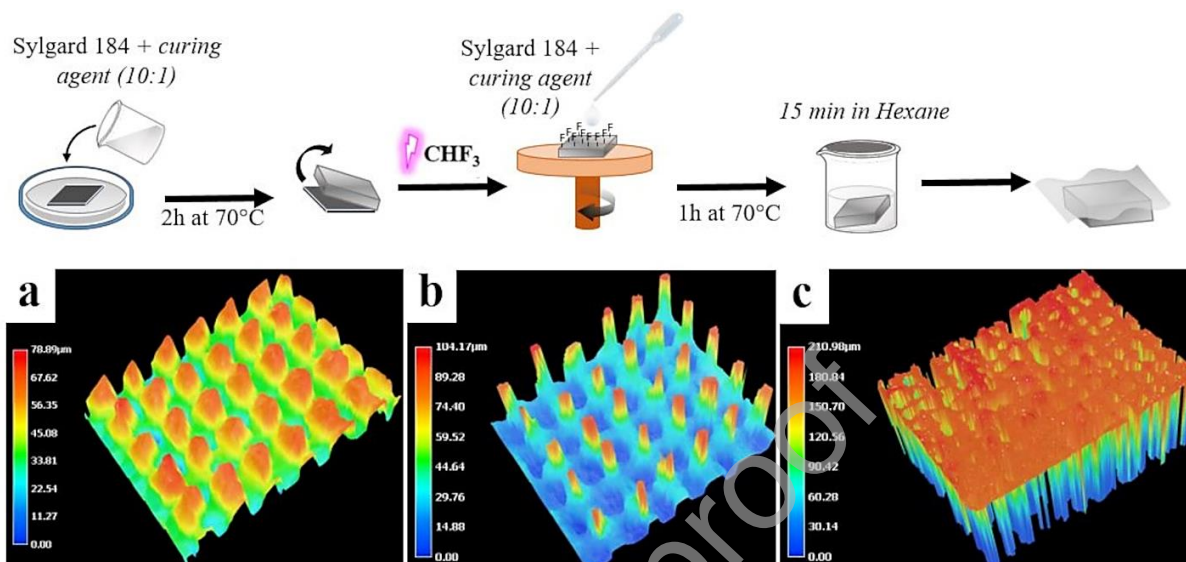 Sylgard 184 + curing
agent (10:1)
2h at 70°C
CHF3
Sylgard 184 +
curing agent
(10:1)
F F F F F F F F
1h at 70°C
15 min in Hexane
a
78.89µm
67.62
56.35
45.08
33.81
22.54
11.27
0.00
b
104.17µm
89.28
74.40
59.52
44.64
29.76
14.88
0.00
c
210.98µm
180.84
150.70
120.56
90.42
60.28
30.14
0.00
proof